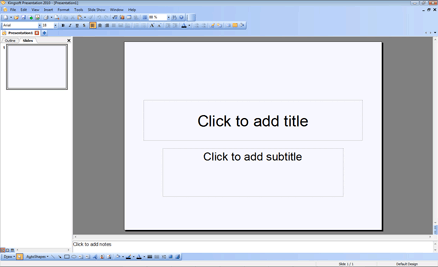 Kingsoft Presentation 2010 - [Presentation1]
File Edit View Insert Format Tools Slide Show Window Help
Arial 18
Presentation1
Outline Slides
1
Click to add title
Click to add subtitle
Click to add notes
Draw AutoShapes
Slide 1 / 1 Default Design